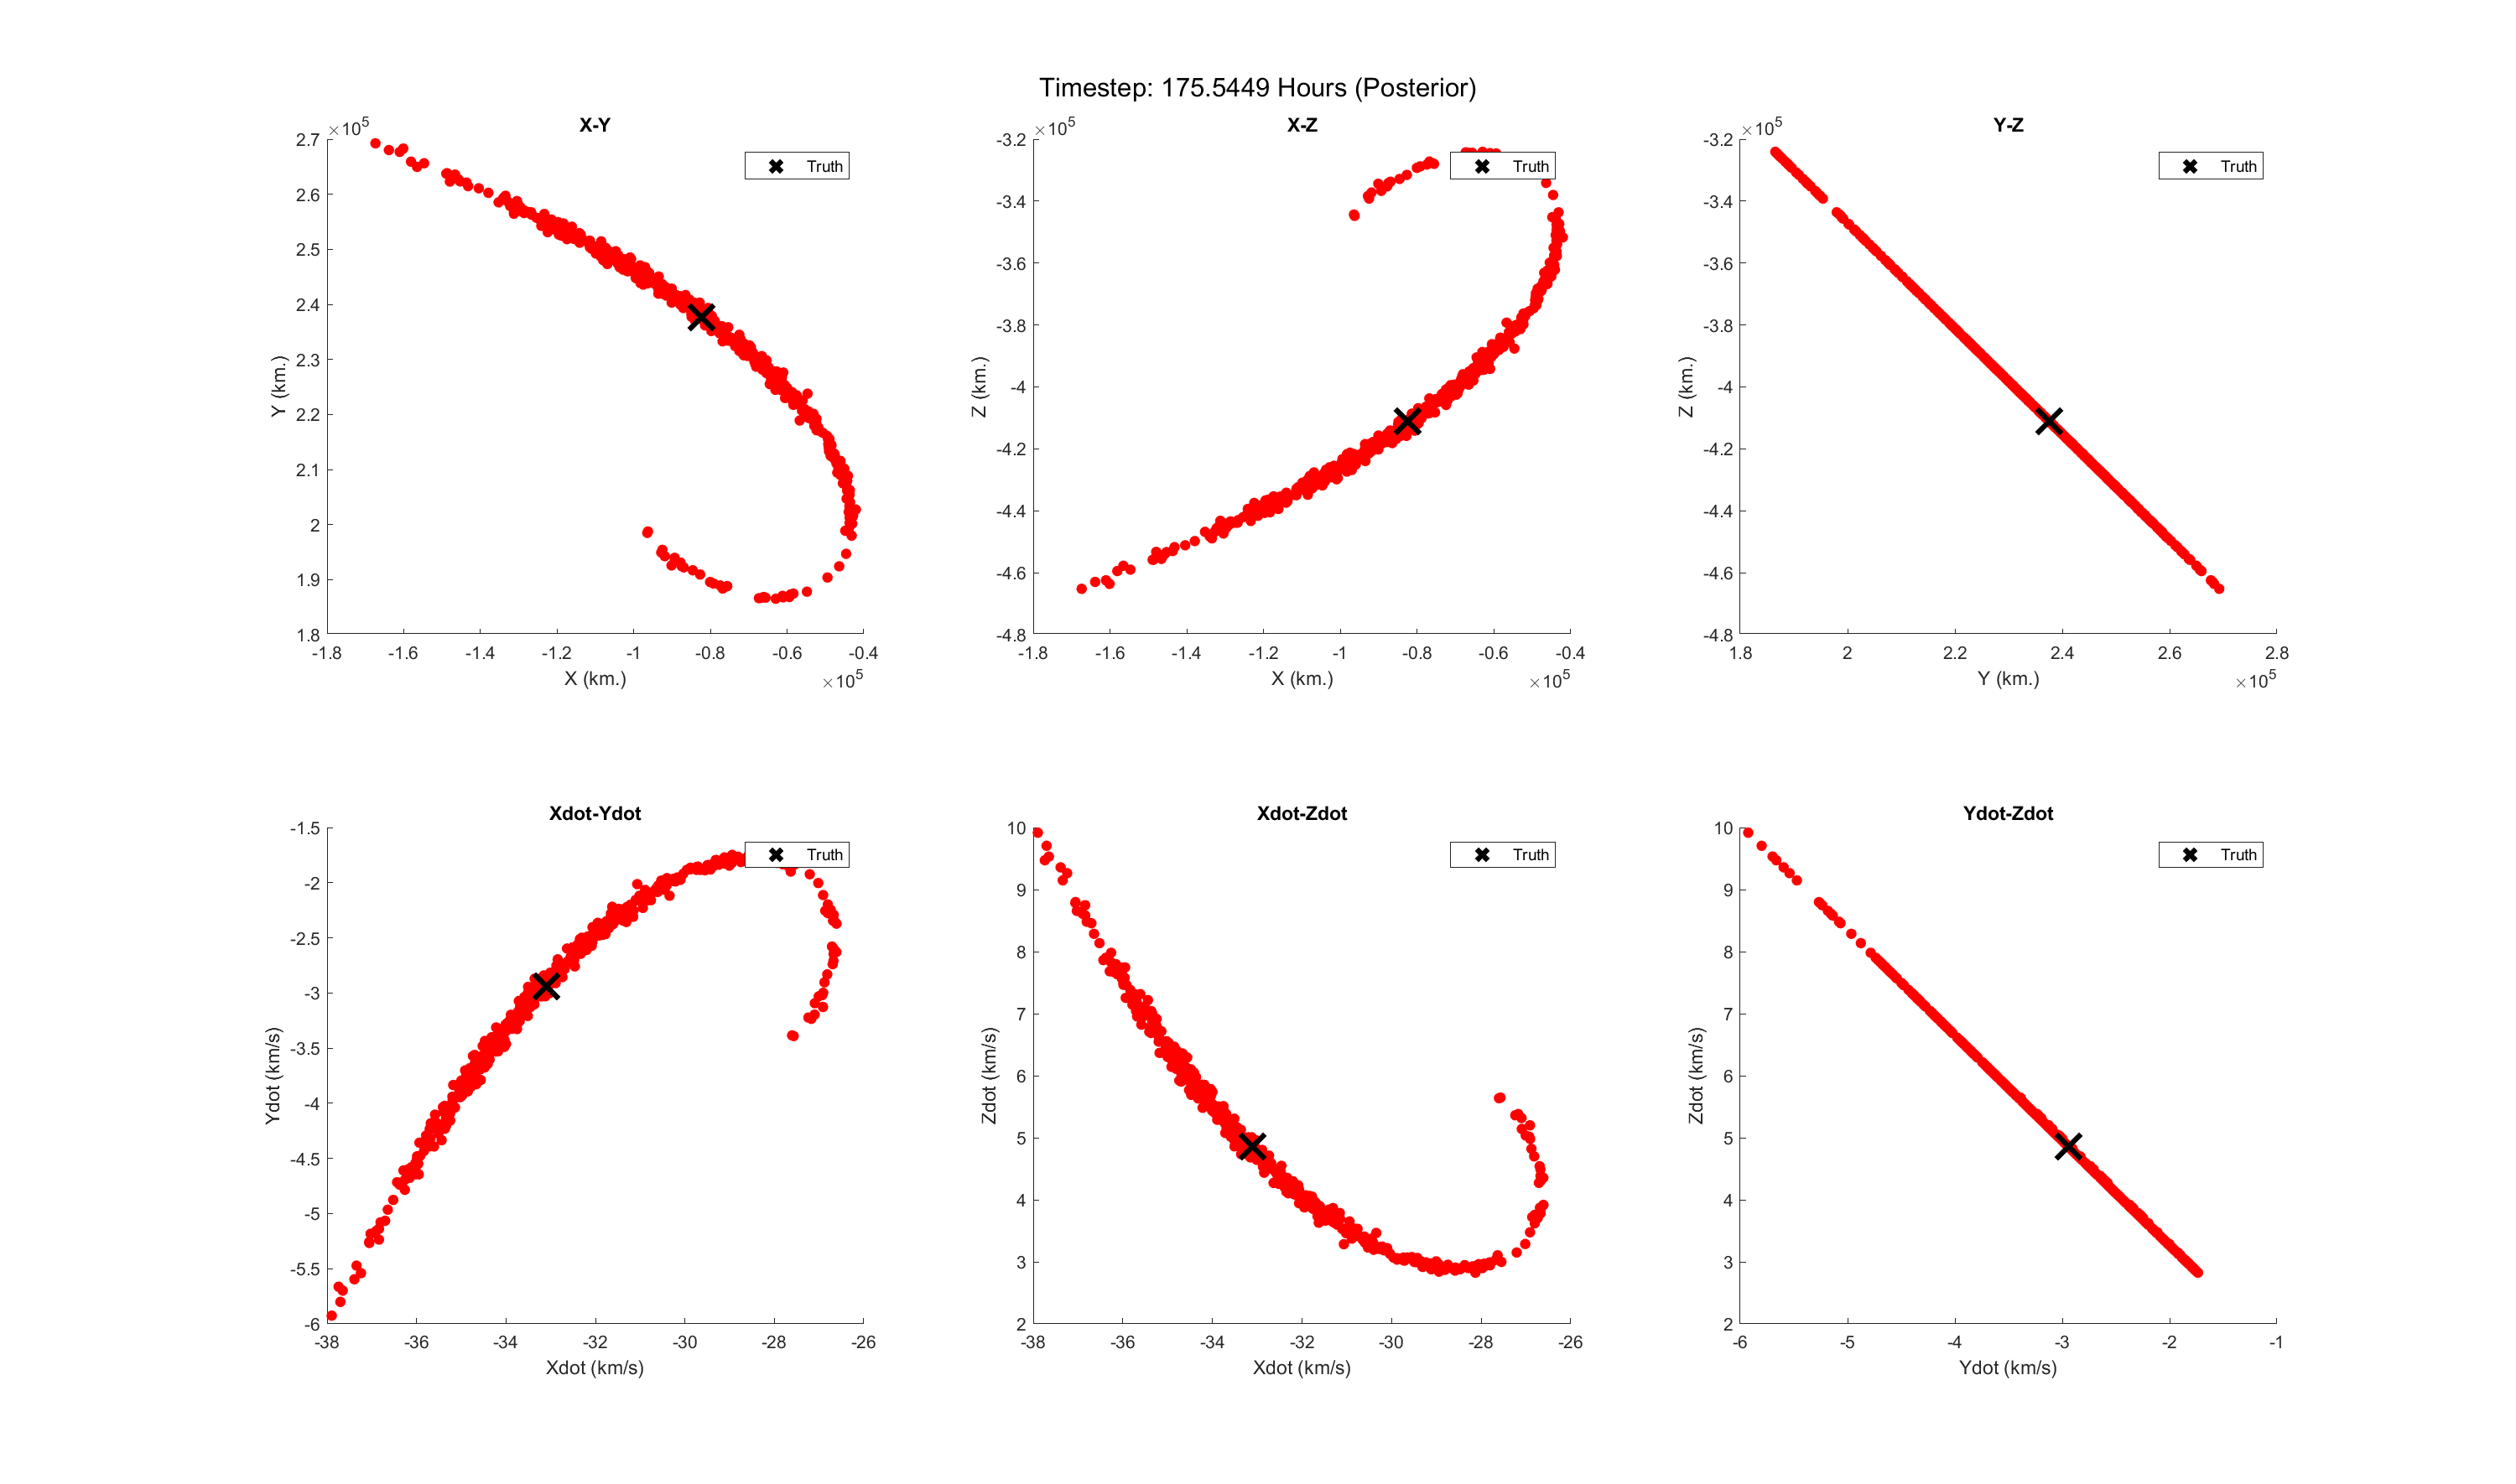 Timestep: 175.5449 Hours (Posterior)
X-Y
×10^5
2.7
2.6
2.5
2.4
2.3
2.2
2.1
2
1.9
1.8
Y (km.)
Truth
-1.8 -1.6 -1.4 -1.2 -1 -0.8 -0.6 -0.4
X (km.)
×10^5
X-Z
×10^5
-3.2
-3.4
-3.6
-3.8
-4
-4.2
-4.4
-4.6
-4.8
Z (km.)
Truth
-1.8 -1.6 -1.4 -1.2 -1 -0.8 -0.6 -0.4
X (km.)
×10^5
Y-Z
×10^5
-3.2
-3.4
-3.6
-3.8
-4
-4.2
-4.4
-4.6
-4.8
Z (km.)
Truth
1.8 2 2.2 2.4 2.6 2.8
Y (km.)
×10^5
Xdot-Ydot
-1.5
-2
-2.5
-3
-3.5
-4
-4.5
-5
-5.5
-6
Ydot (km/s)
Truth
-38 -36 -34 -32 -30 -28 -26
Xdot (km/s)
Xdot-Zdot
10
9
8
7
6
5
4
3
2
Zdot (km/s)
Truth
-38 -36 -34 -32 -30 -28 -26
Xdot (km/s)
Ydot-Zdot
10
9
8
7
6
5
4
3
2
Zdot (km/s)
Truth
-6 -5 -4 -3 -2 -1
Ydot (km/s)